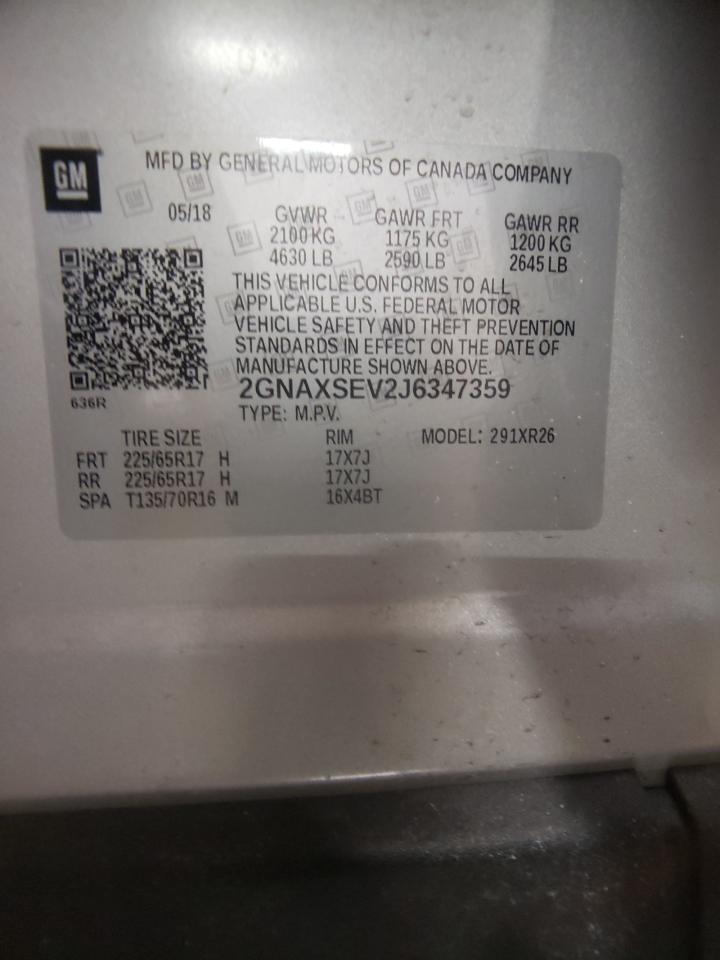 GM
MFD BY GENERAL MOTORS OF CANADA COMPANY
05/18 GVWR GAWR FRT GAWR RR
2100 KG 1175 KG 1200 KG
4630 LB 2590 LB 2645 LB
THIS VEHICLE CONFORMS TO ALL
APPLICABLE U.S. FEDERAL MOTOR
VEHICLE SAFETY AND THEFT PREVENTION
STANDARDS IN EFFECT ON THE DATE OF
MANUFACTURE SHOWN ABOVE.
636R
2GNAXSEV2J6347359
TYPE: M.P.V.
TIRE SIZE RIM MODEL: 291XR26
FRT 225/65R17 H 17X7J
RR 225/65R17 H 17X7J
SPA T135/70R16 M 16X4BT